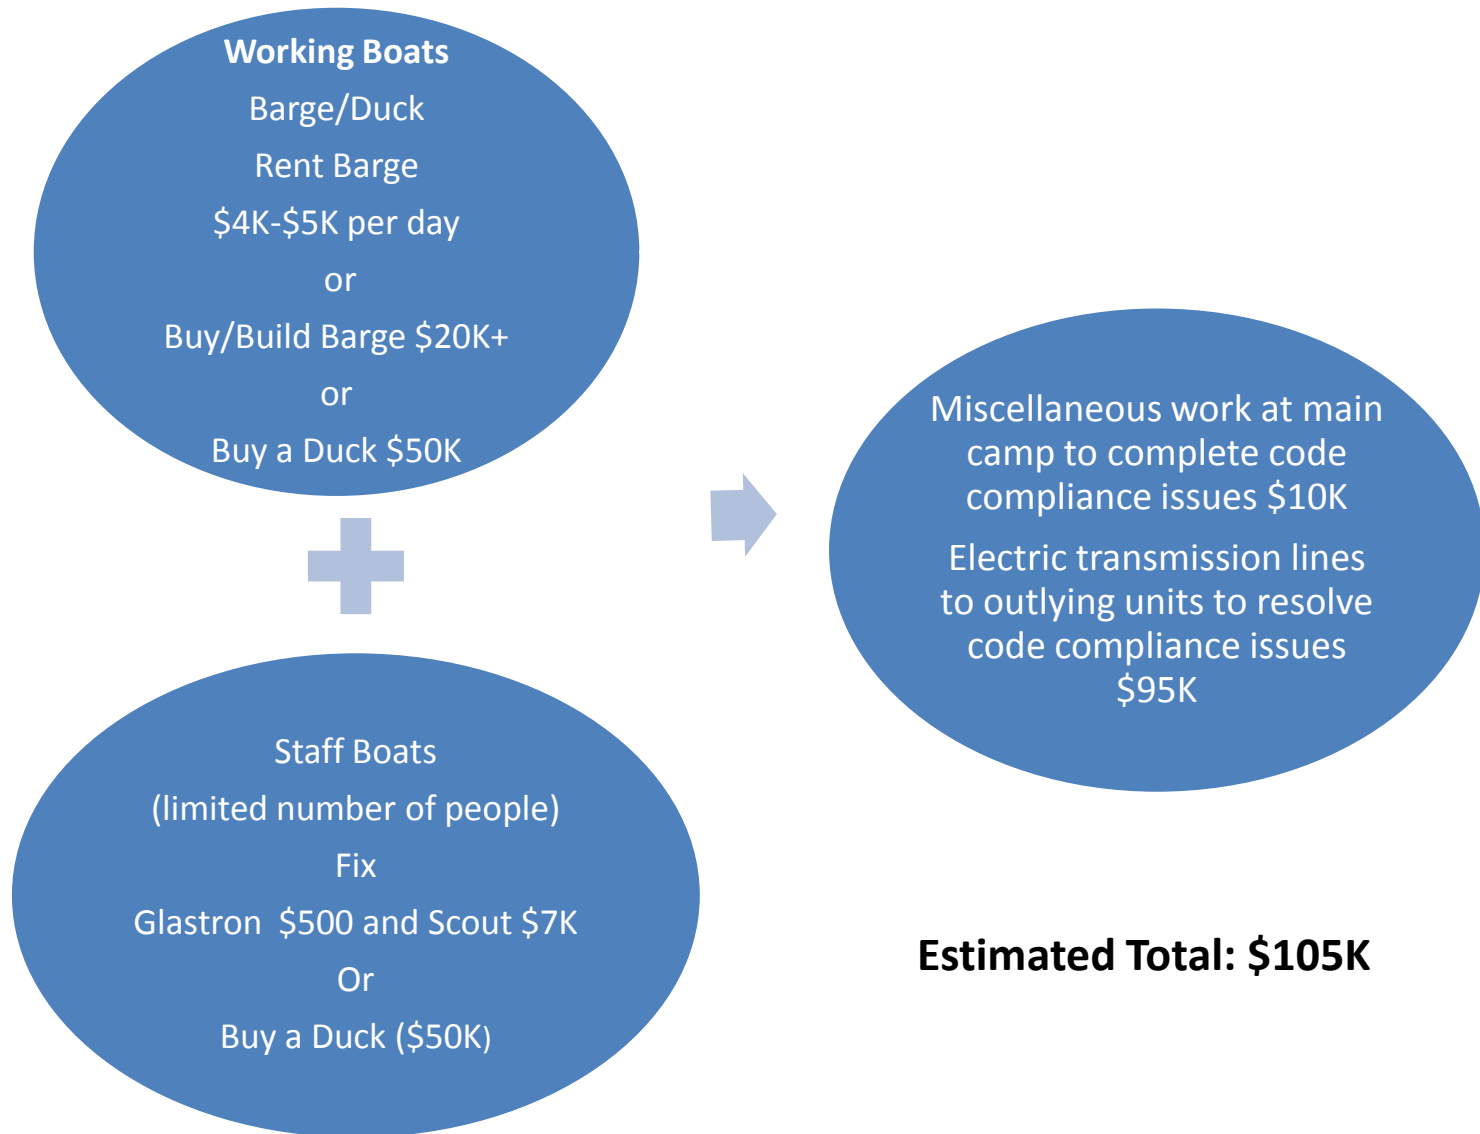 Working Boats
Barge/Duck
Rent Barge
$4K-$5K per day
or
Buy/Build Barge $20K+
or
Buy a Duck $50K
Staff Boats
(limited number of people)
Fix
Glastron  $500 and Scout $7K
Or
Buy a Duck ($50K)
Miscellaneous work at main
camp to complete code
compliance issues $10K
Electric transmission lines
to outlying units to resolve
code compliance issues
$95K
Estimated Total: $105K